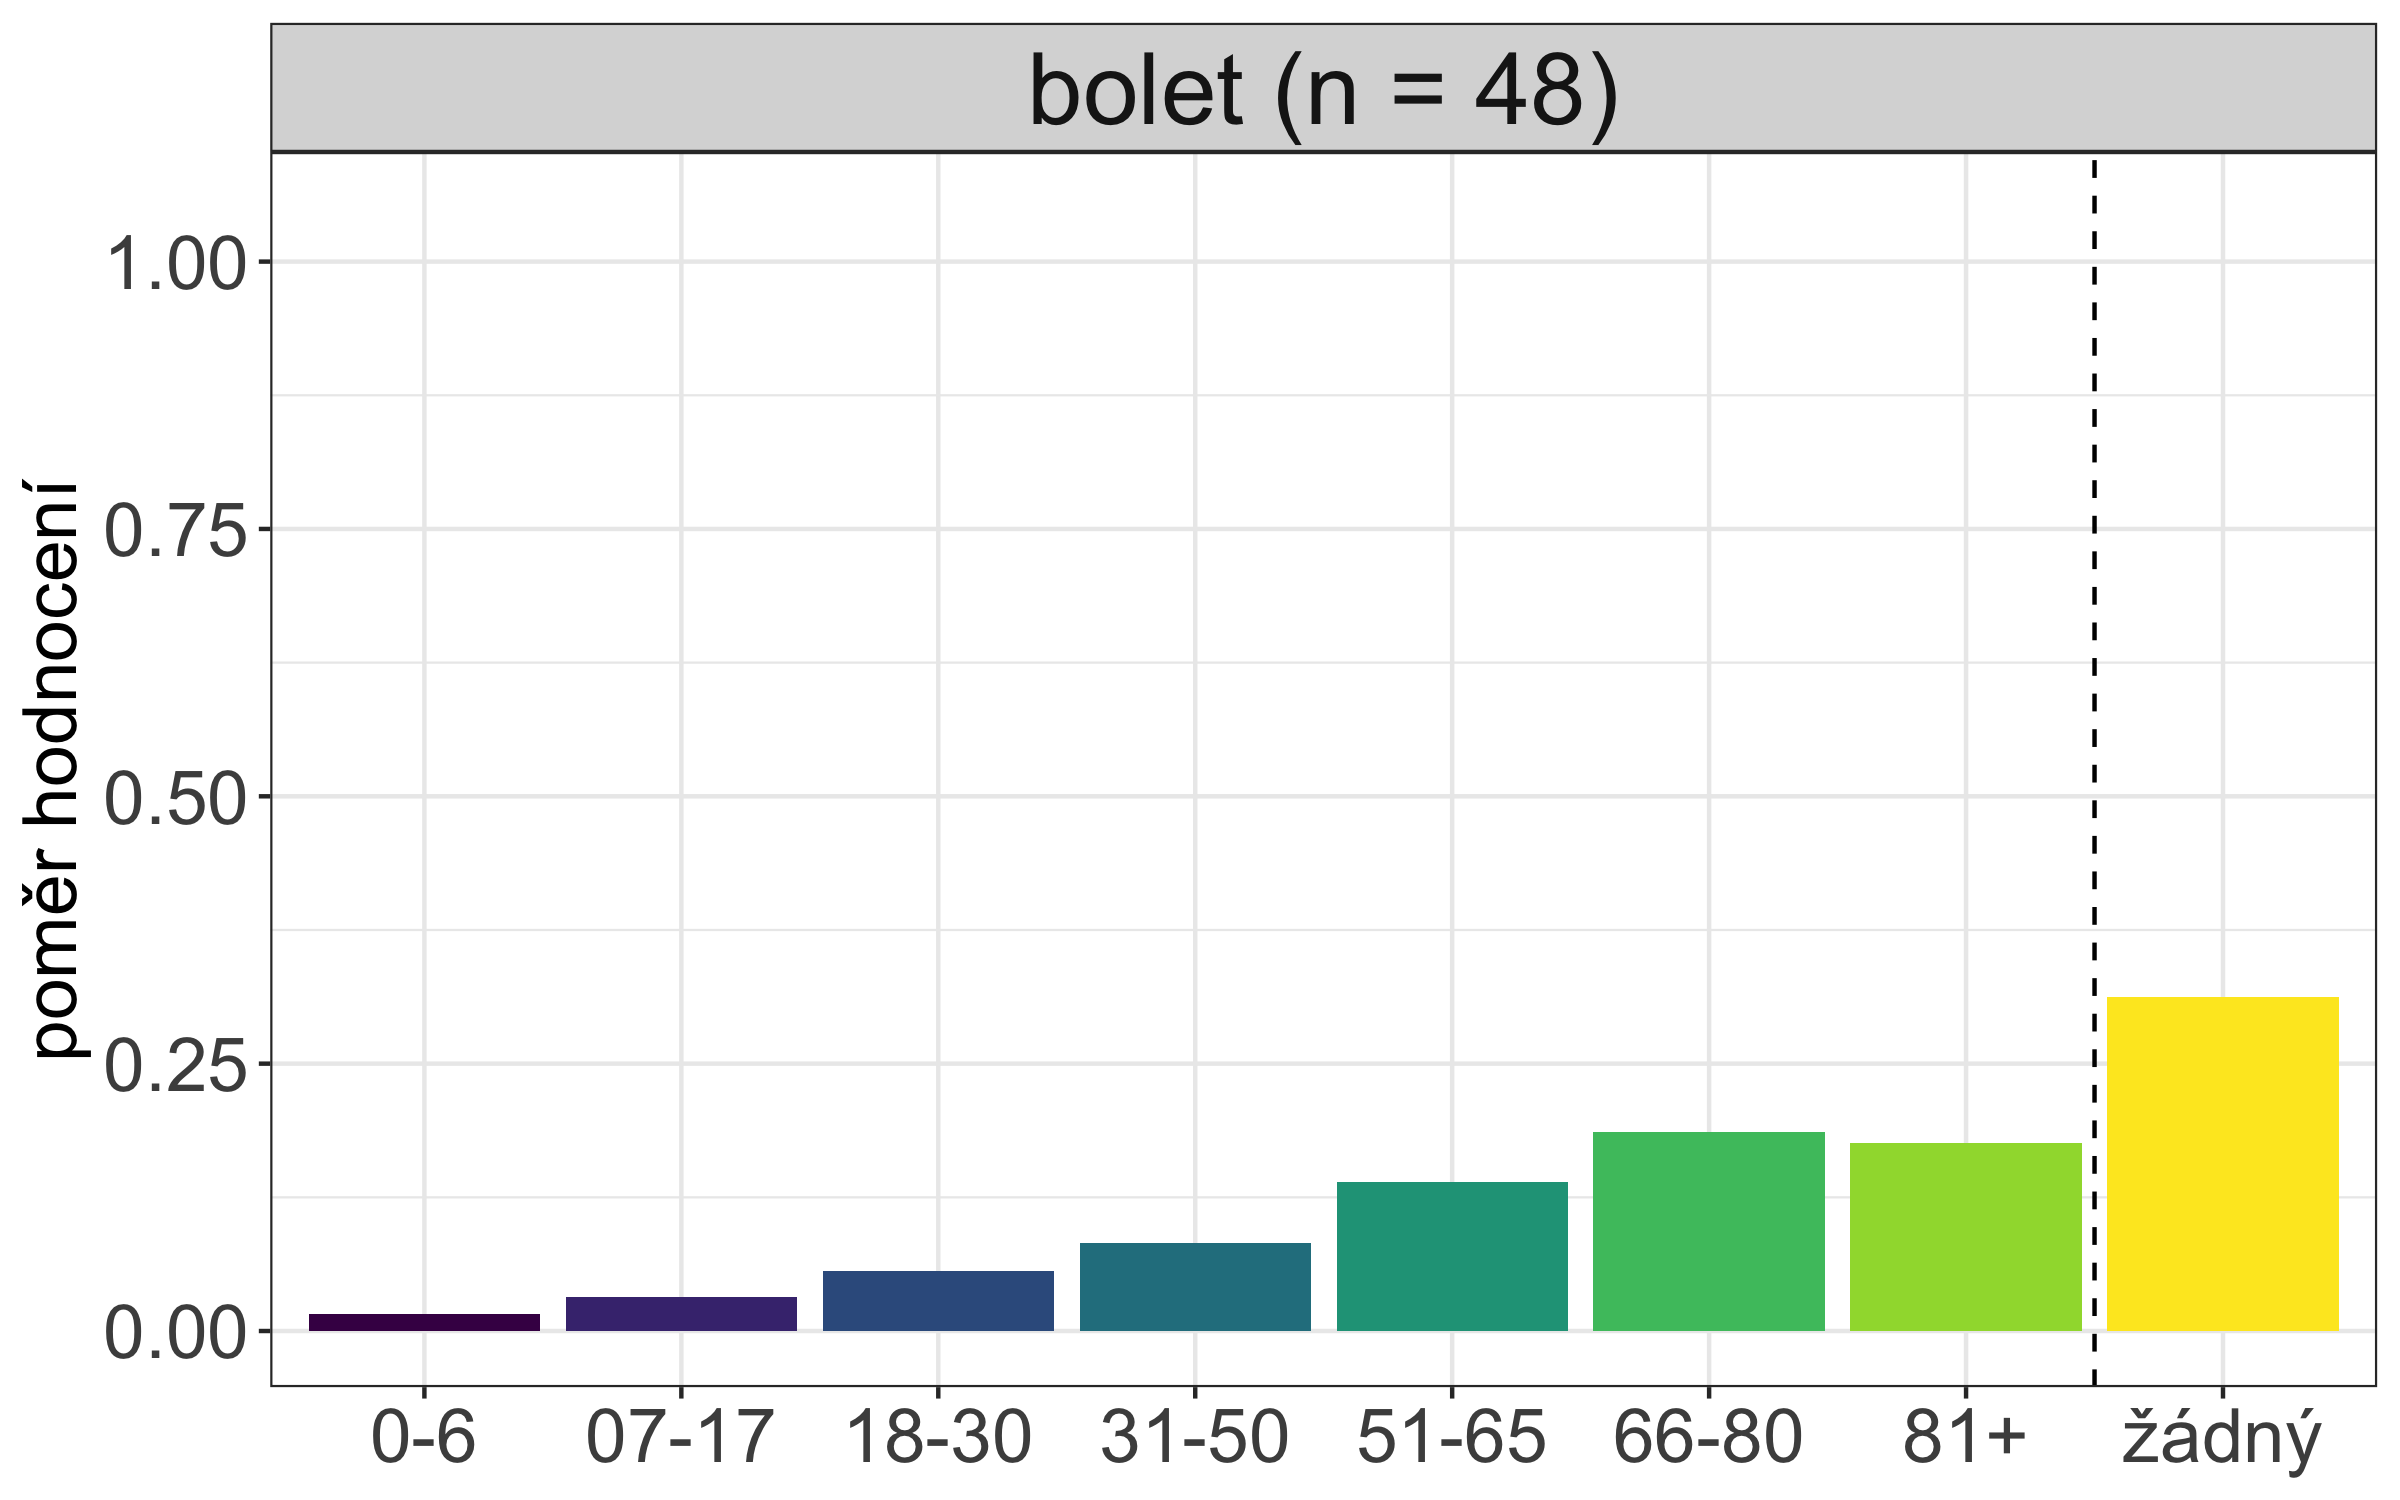 bolet (n = 48)
poměr hodnocení
1.00
0.75
0.50
0.25
0.00
0-6 07-17 18-30 31-50 51-65 66-80 81+ žádný